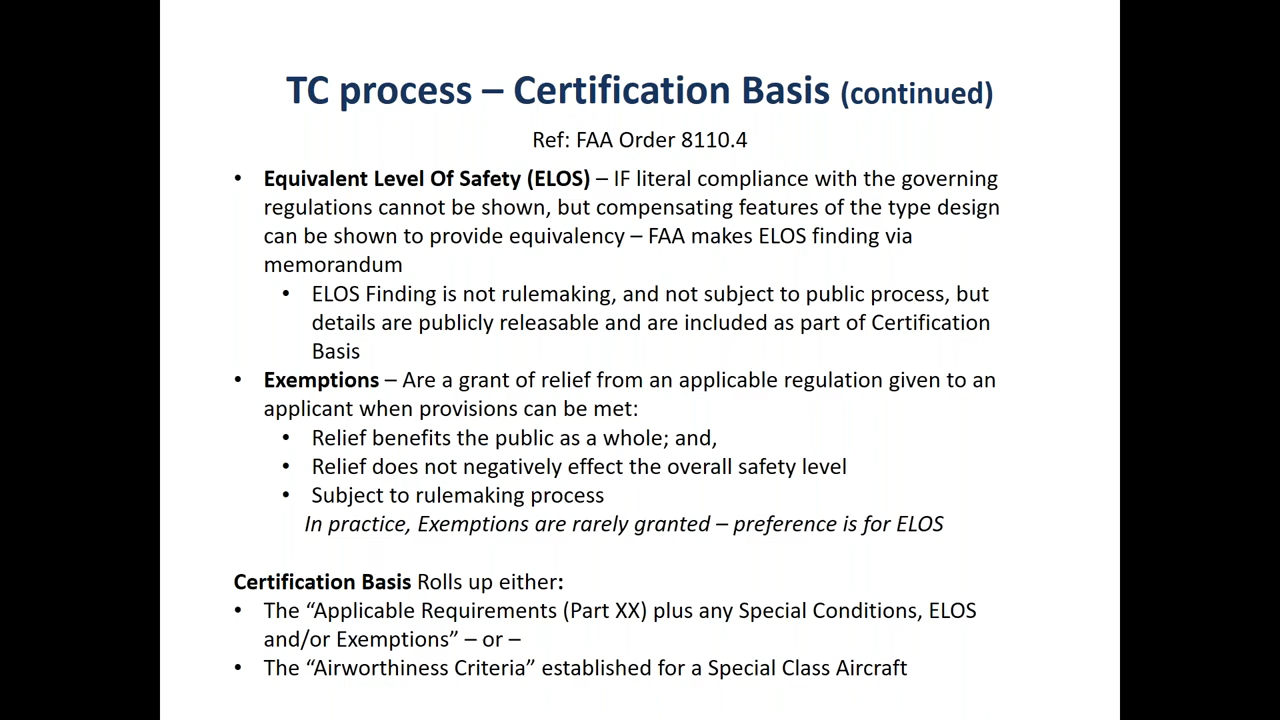 TC process – Certification Basis (continued)
Ref: FAA Order 8110.4
• Equivalent Level Of Safety (ELOS) – IF literal compliance with the governing
regulations cannot be shown, but compensating features of the type design
can be shown to provide equivalency – FAA makes ELOS finding via
memorandum
• ELOS Finding is not rulemaking, and not subject to public process, but
details are publicly releasable and are included as part of Certification
Basis
• Exemptions – Are a grant of relief from an applicable regulation given to an
applicant when provisions can be met:
• Relief benefits the public as a whole; and,
• Relief does not negatively effect the overall safety level
• Subject to rulemaking process
In practice, Exemptions are rarely granted – preference is for ELOS
Certification Basis Rolls up either:
• The “Applicable Requirements (Part XX) plus any Special Conditions, ELOS
and/or Exemptions” – or –
• The “Airworthiness Criteria” established for a Special Class Aircraft